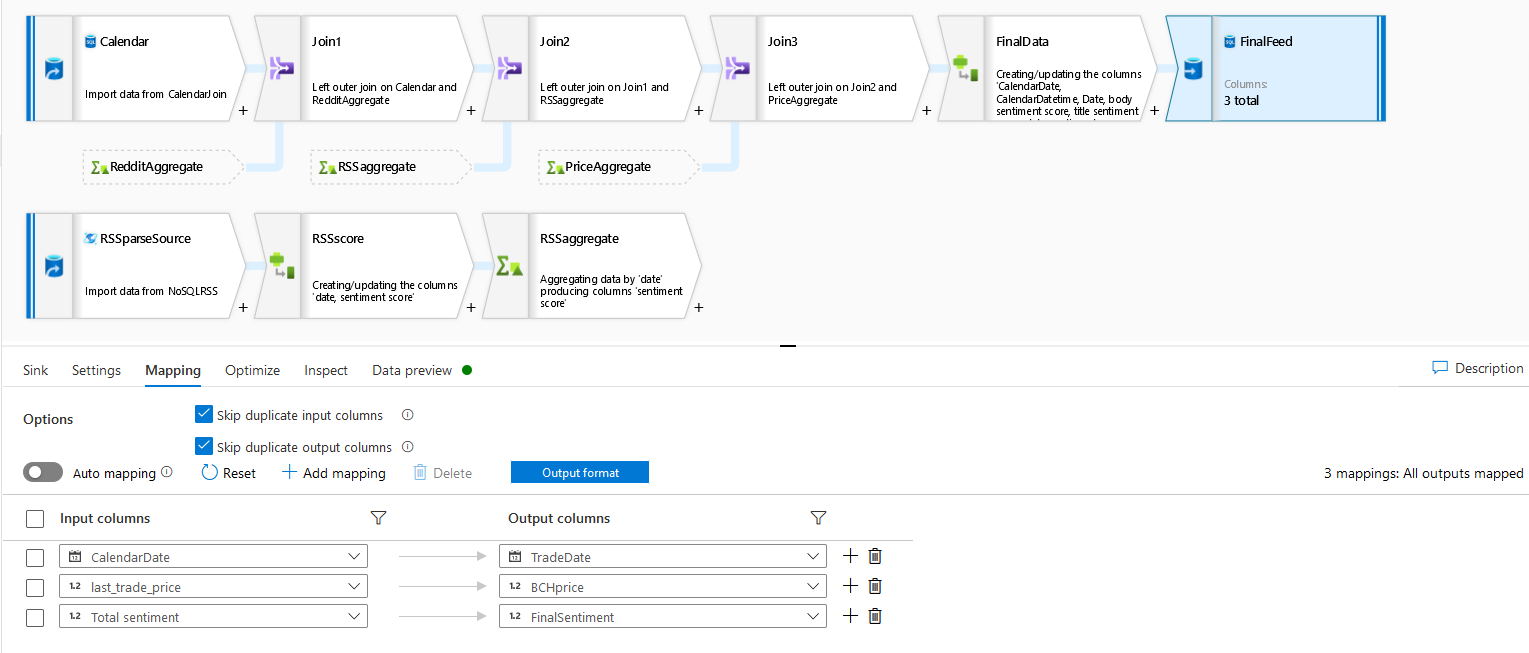 Calendar
Import data from CalendarJoin
+
Join1
Left outer join on Calendar and
RedditAggregate
+
Join2
Left outer join on Join1 and
RSSaggregate
+
Join3
Left outer join on Join2 and
PriceAggregate
+
FinalData
Creating/updating the columns
'CalendarDate,
CalendarDatetime, Date, body
sentiment score, title sentiment
+
FinalFeed
Columns:
3 total
RedditAggregate
RSSaggregate
PriceAggregate
RSSparseSource
Import data from NoSQLRSS
+
RSSscore
Creating/updating the columns
'date, sentiment score'
+
RSSaggregate
Aggregating data by 'date'
producing columns 'sentiment
score'
+
Sink Settings Mapping Optimize Inspect Data preview
Description
Options
Skip duplicate input columns
Skip duplicate output columns
Auto mapping Reset + Add mapping Delete Output format
3 mappings: All outputs mapped
Input columns Output columns
CalendarDate TradeDate
1.2 last_trade_price 1.2 BCHprice
1.2 Total sentiment 1.2 FinalSentiment